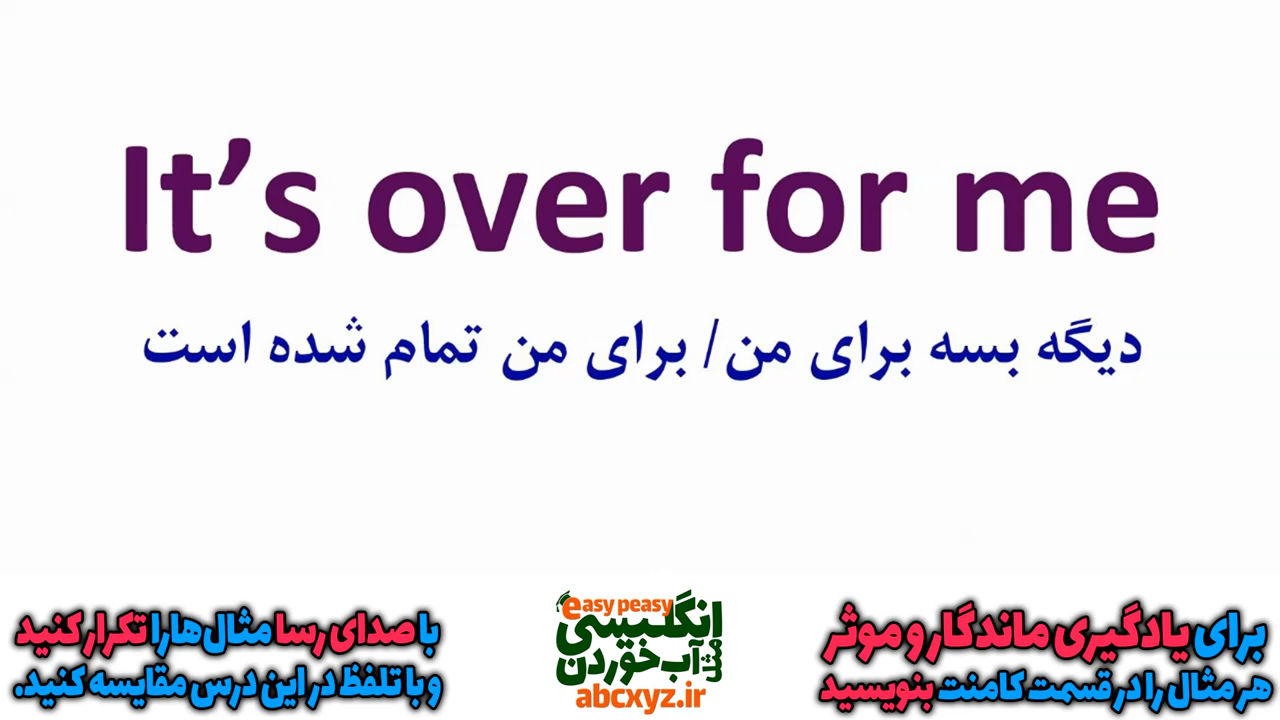 It’s over for me
دیگه بسه برای من/ برای من تمام شده است
برای یادگیری ماندگار و موثر
هر مثال را در قسمت کامنت بنویسید
easy peasy
انگلیسی
مثل آب خوردن
abcxyz.ir
با صدای رسا مثال‌ها را تکرار کنید
و با تلفظ در این درس مقایسه کنید.